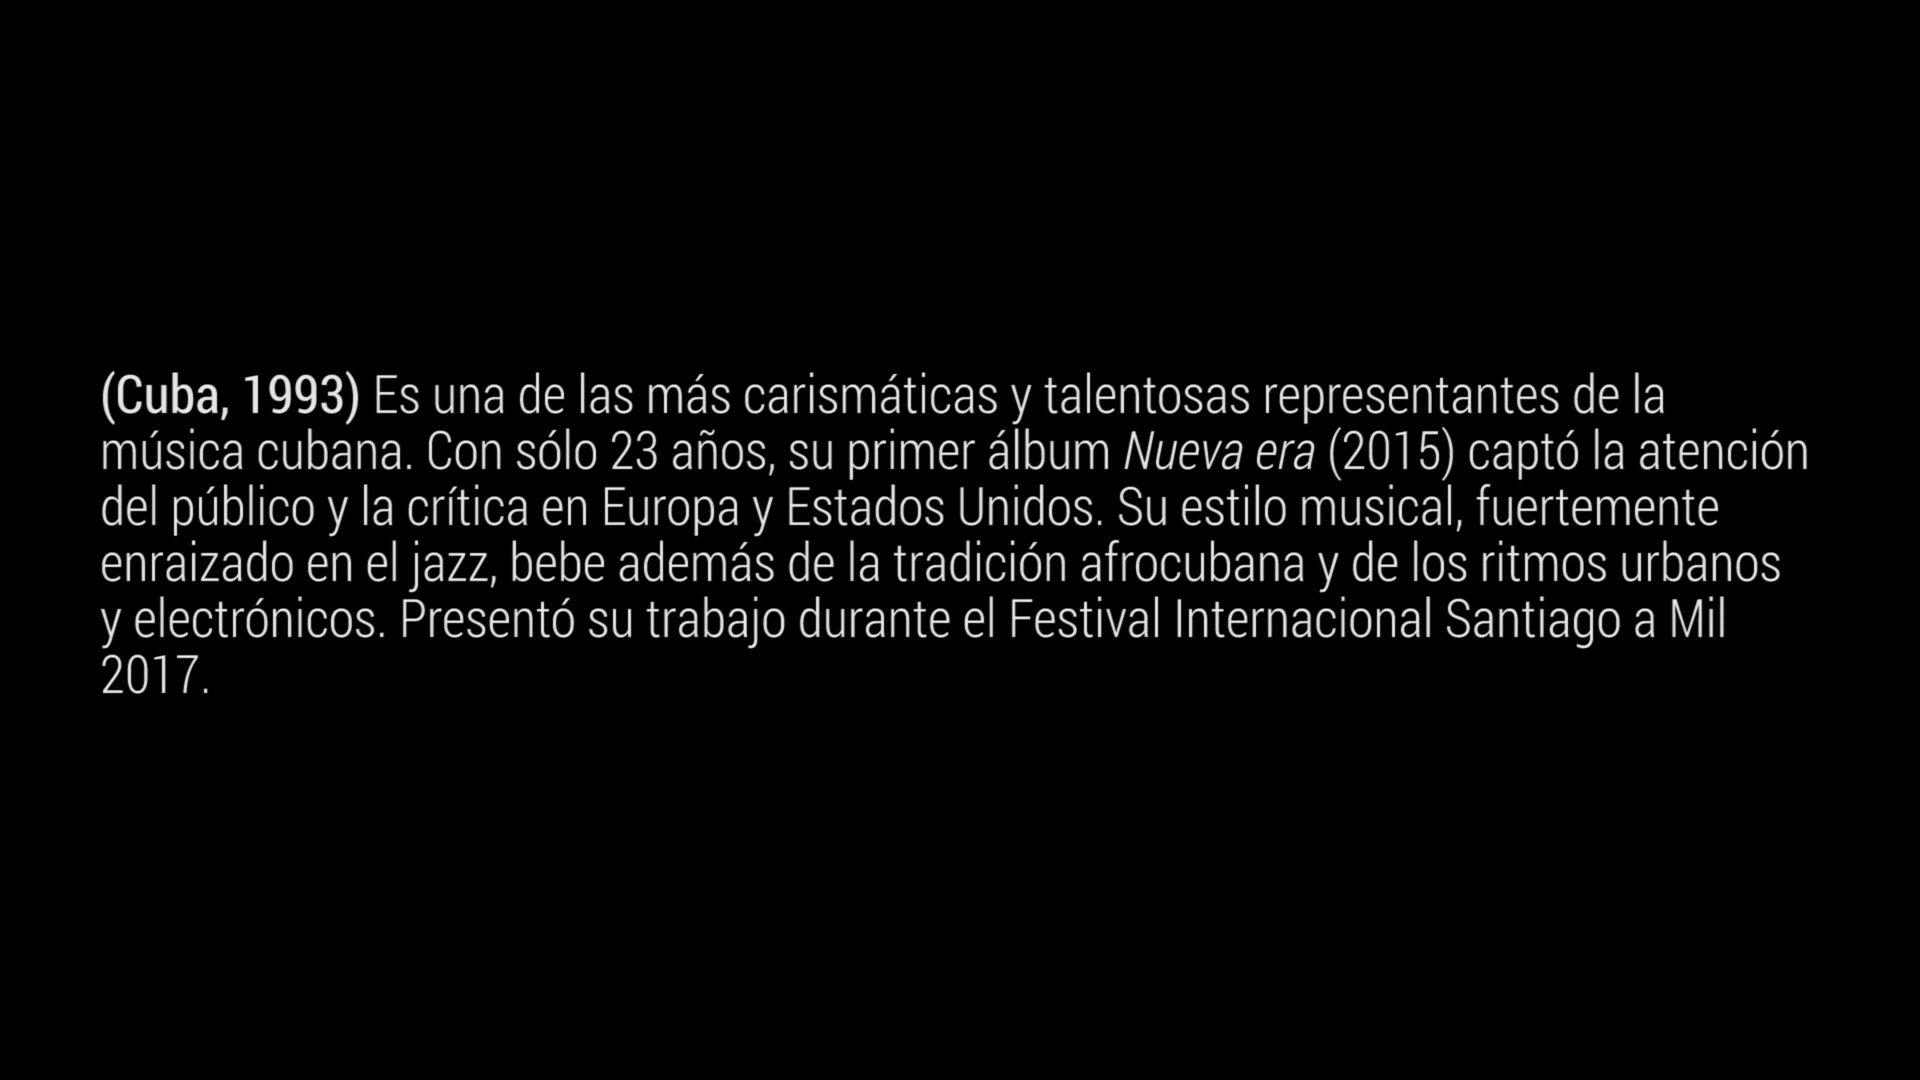 (Cuba, 1993) Es una de las más carismáticas y talentosas representantes de la
música cubana. Con sólo 23 años, su primer álbum Nueva era (2015) captó la atención
del público y la crítica en Europa y Estados Unidos. Su estilo musical, fuertemente
enraizado en el jazz, bebe además de la tradición afrocubana y de los ritmos urbanos
y electrónicos. Presentó su trabajo durante el Festival Internacional Santiago a Mil
2017.